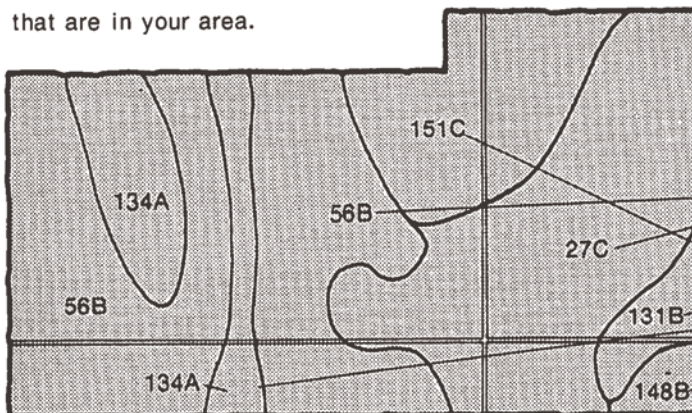 that are in your area.
151C
134A
56B
27C
56B
131B
134A
148B